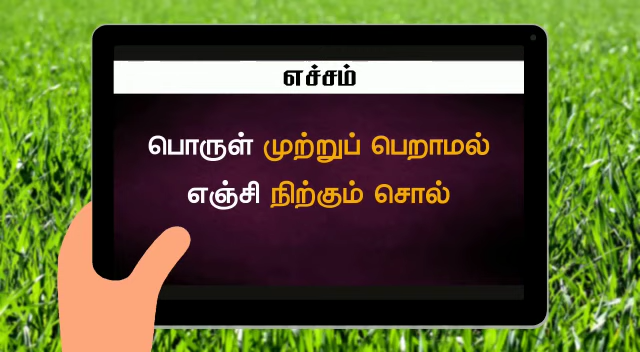 எச்சம்
பொருள் முற்றுப் பெறாமல்
எஞ்சி நிற்கும் சொல்